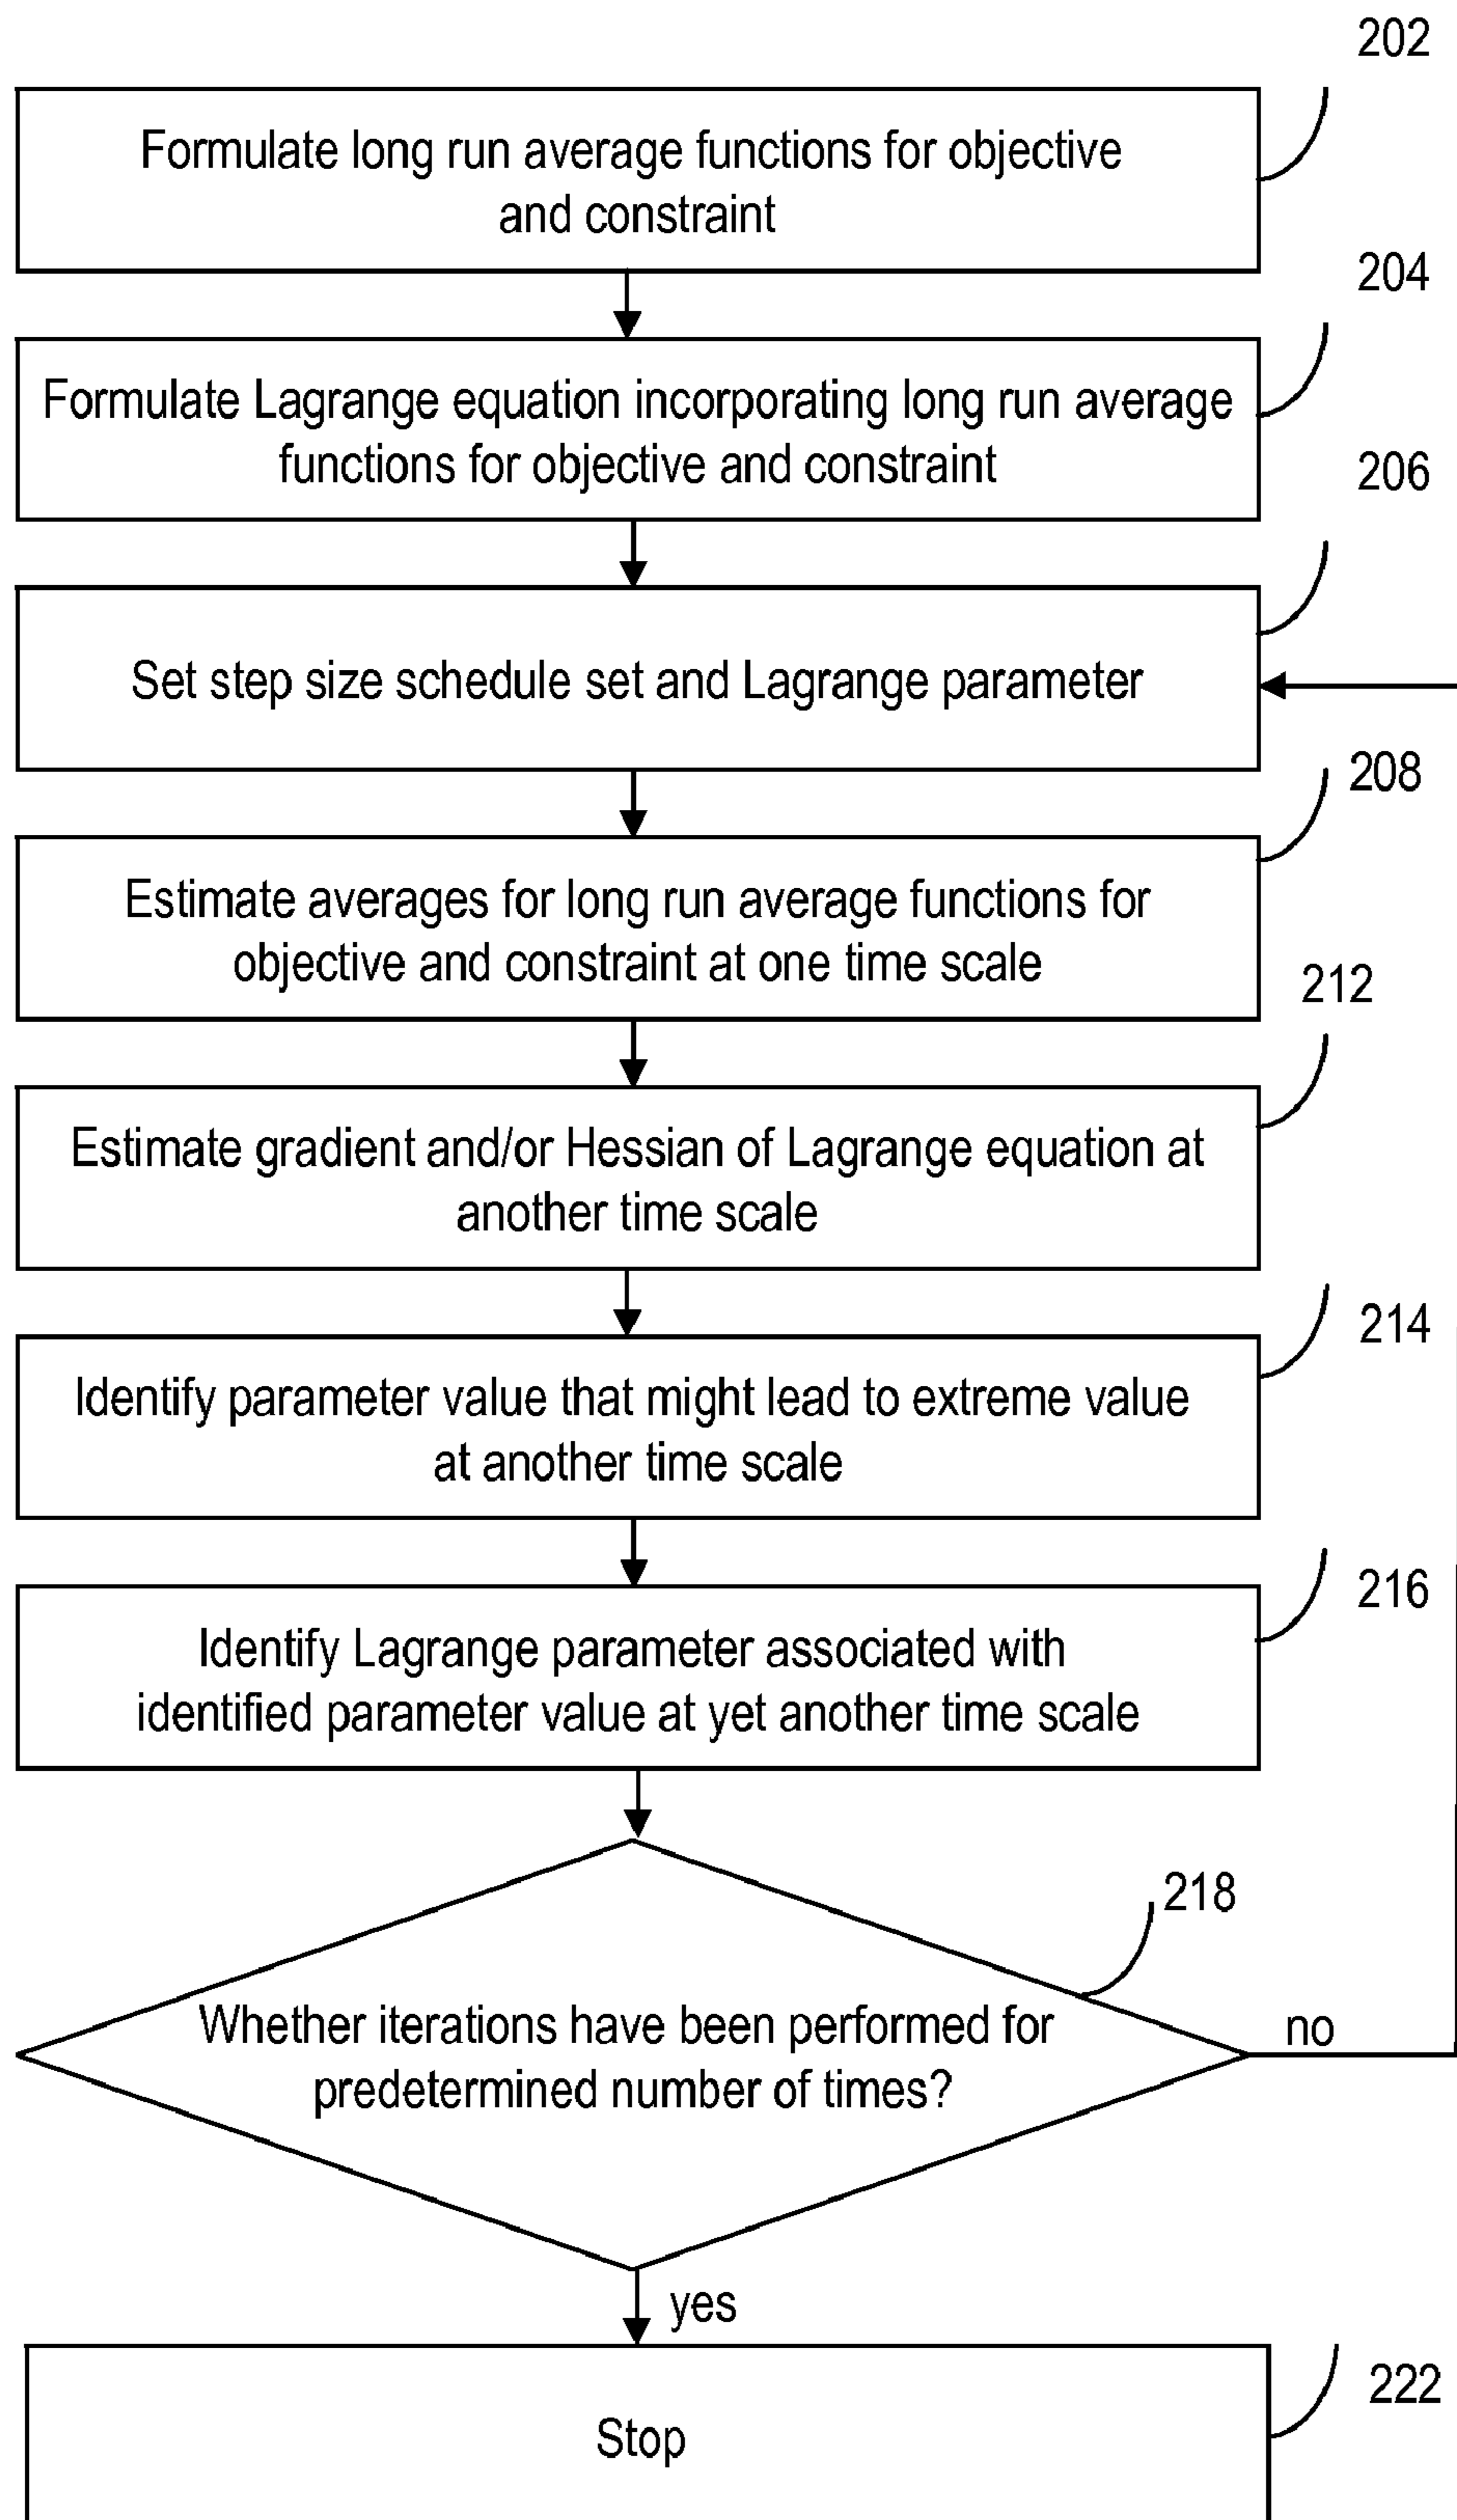 202
Formulate long run average functions for objective
and constraint
204
Formulate Lagrange equation incorporating long run average
functions for objective and constraint
206
Set step size schedule set and Lagrange parameter
208
Estimate averages for long run average functions for
objective and constraint at one time scale
212
Estimate gradient and/or Hessian of Lagrange equation at
another time scale
214
Identify parameter value that might lead to extreme value
at another time scale
216
Identify Lagrange parameter associated with
identified parameter value at yet another time scale
218
Whether iterations have been performed for
predetermined number of times?
no
yes
222
Stop